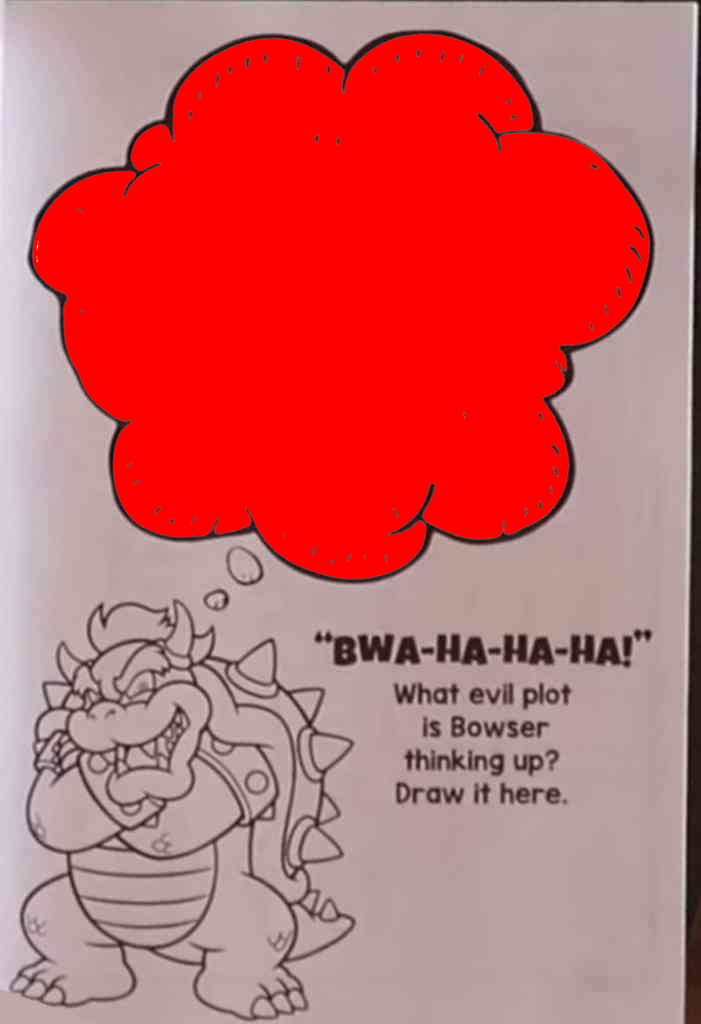 “BWA-HA-HA-HA!”
What evil plot
is Bowser
thinking up?
Draw it here.